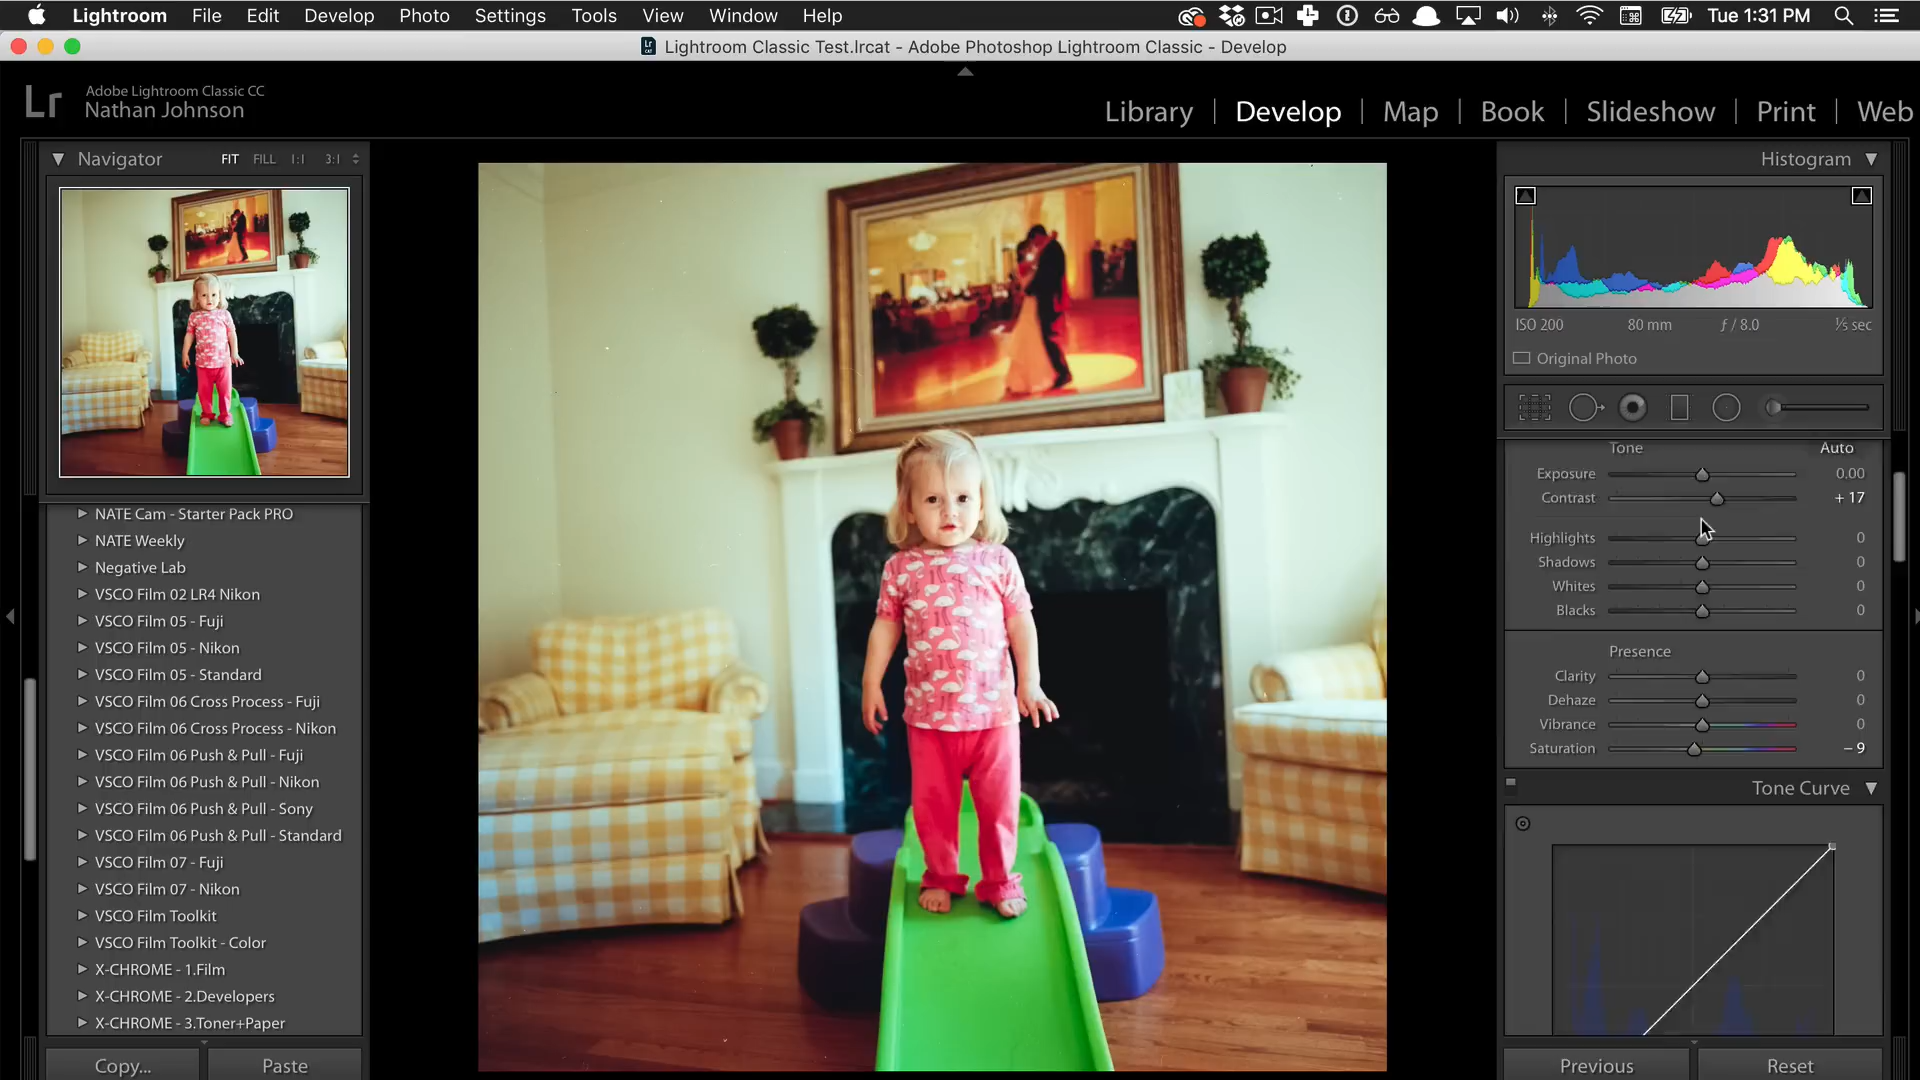 Lightroom File Edit Develop Photo Settings Tools View Window Help Tue 1:31 PM
Lightroom Classic Test.lrcat - Adobe Photoshop Lightroom Classic - Develop
Lr
Adobe Lightroom Classic CC
Nathan Johnson
Library | Develop | Map | Book | Slideshow | Print | Web
Navigator FIT FILL 1:1 3:1
NATE Cam - Starter Pack PRO
NATE Weekly
Negative Lab
VSCO Film 02 LR4 Nikon
VSCO Film 05 - Fuji
VSCO Film 05 - Nikon
VSCO Film 05 - Standard
VSCO Film 06 Cross Process - Fuji
VSCO Film 06 Cross Process - Nikon
VSCO Film 06 Push & Pull - Fuji
VSCO Film 06 Push & Pull - Nikon
VSCO Film 06 Push & Pull - Sony
VSCO Film 06 Push & Pull - Standard
VSCO Film 07 - Fuji
VSCO Film 07 - Nikon
VSCO Film Toolkit
VSCO Film Toolkit - Color
X-CHROME - 1.Film
X-CHROME - 2.Developers
X-CHROME - 3.Toner+Paper
Copy... Paste
Histogram
ISO 200 80 mm ƒ / 8.0 ⅕ sec
Original Photo
Tone Auto
Exposure 0.00
Contrast + 17
Highlights 0
Shadows 0
Whites 0
Blacks 0
Presence
Clarity 0
Dehaze 0
Vibrance 0
Saturation – 9
Tone Curve
Previous Reset